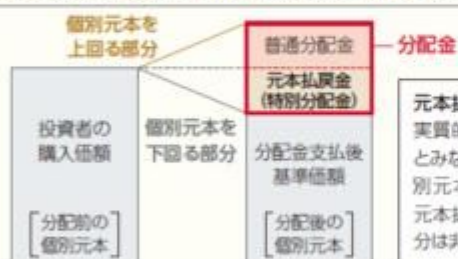 個別元本を
上回る部分
普通分配金
分配金
元本払戻金
(特別分配金)
投資者の
購入価額
個別元本を
下回る部分
分配金支払後
基準価額
[分配前の
個別元本]
[分配後の
個別元本]
元本払
実質的
とみな
別元本
元本払
分は非